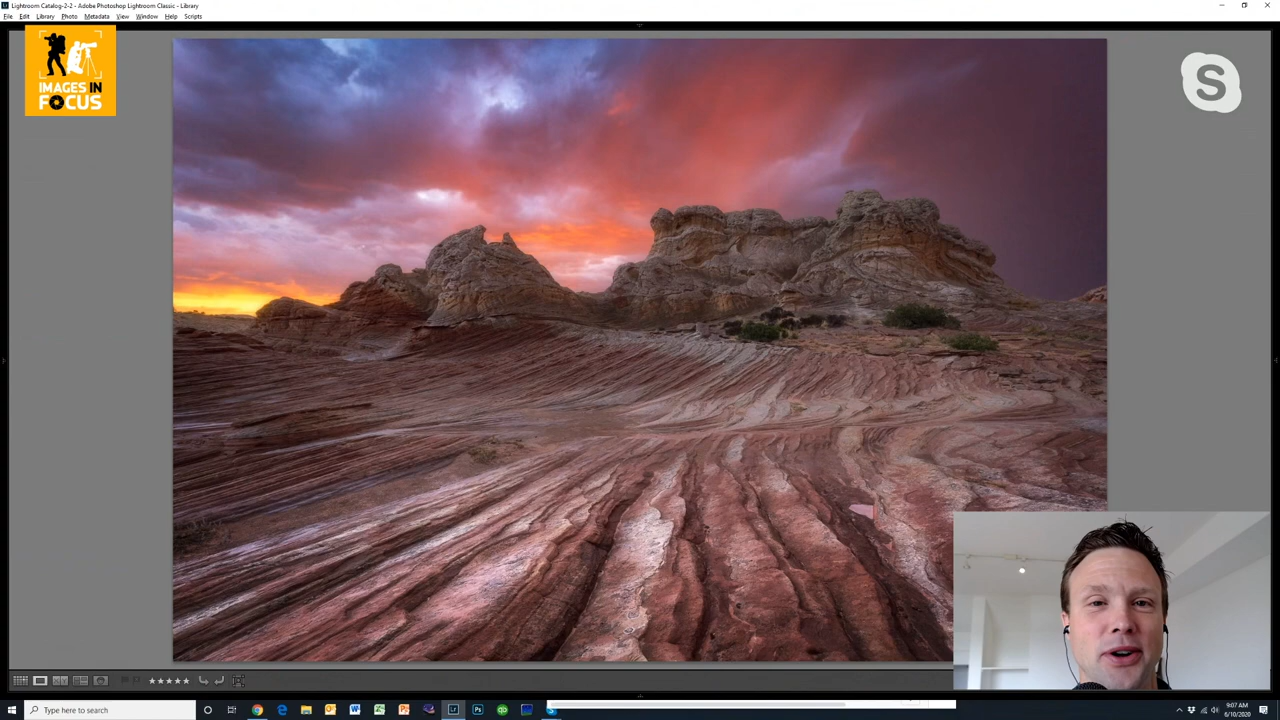 Lightroom Catalog-2-2 - Adobe Photoshop Lightroom Classic - Library
File Edit Library Photo Metadata View Window Help Scripts
IMAGES IN
FOCUS
S
Type here to search
9:07 AM
6/10/2020